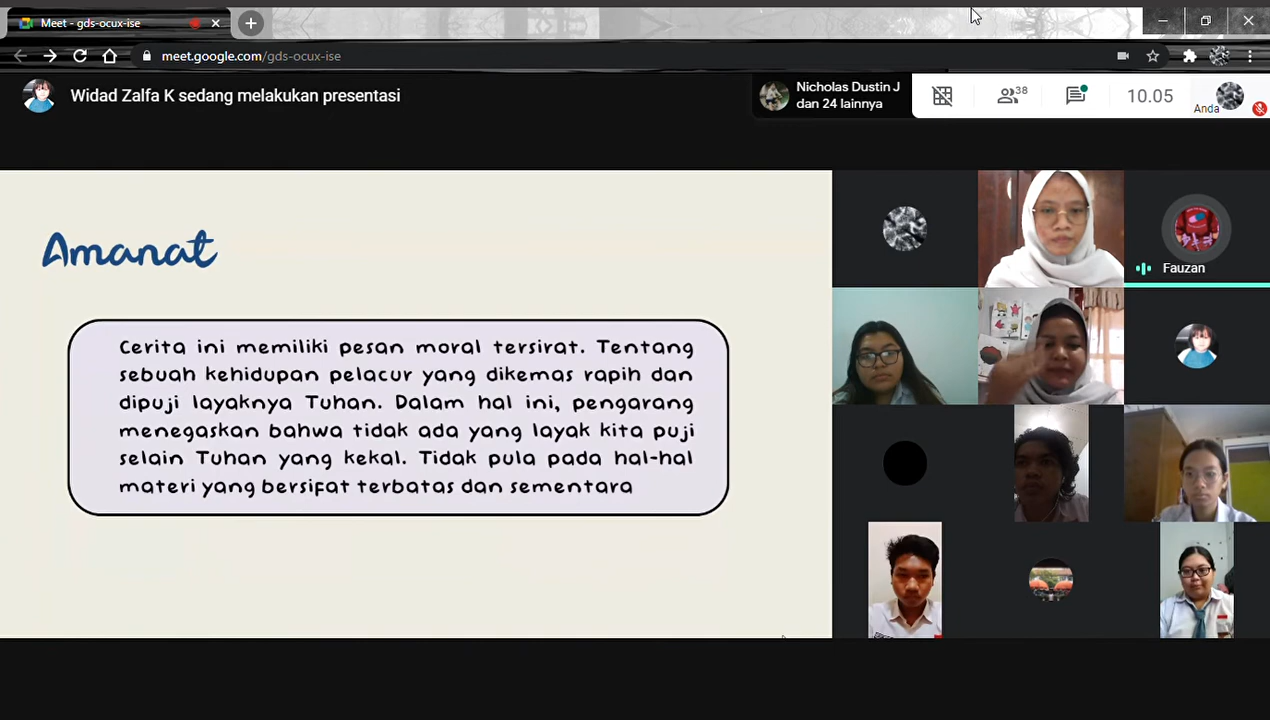 Meet - gds-ocux-ise
meet.google.com/gds-ocux-ise
Widad Zalfa K sedang melakukan presentasi
Nicholas Dustin J
dan 24 lainnya
38
10.05
Anda
Amanat
Cerita ini memiliki pesan moral tersirat. Tentang
sebuah kehidupan pelacur yang dikemas rapih dan
dipuji layaknya Tuhan. Dalam hal ini, pengarang
menegaskan bahwa tidak ada yang layak kita puji
selain Tuhan yang kekal. Tidak pula pada hal-hal
materi yang bersifat terbatas dan sementara
Fauzan